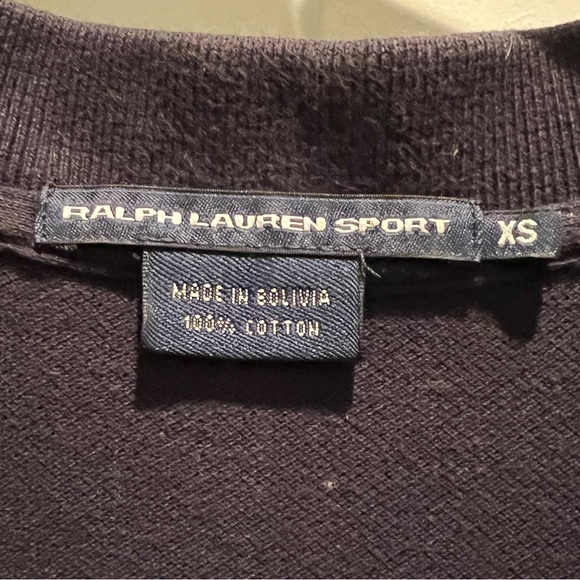 RALPH LAUREN SPORT XS
MADE IN BOLIVIA
100% COTTON